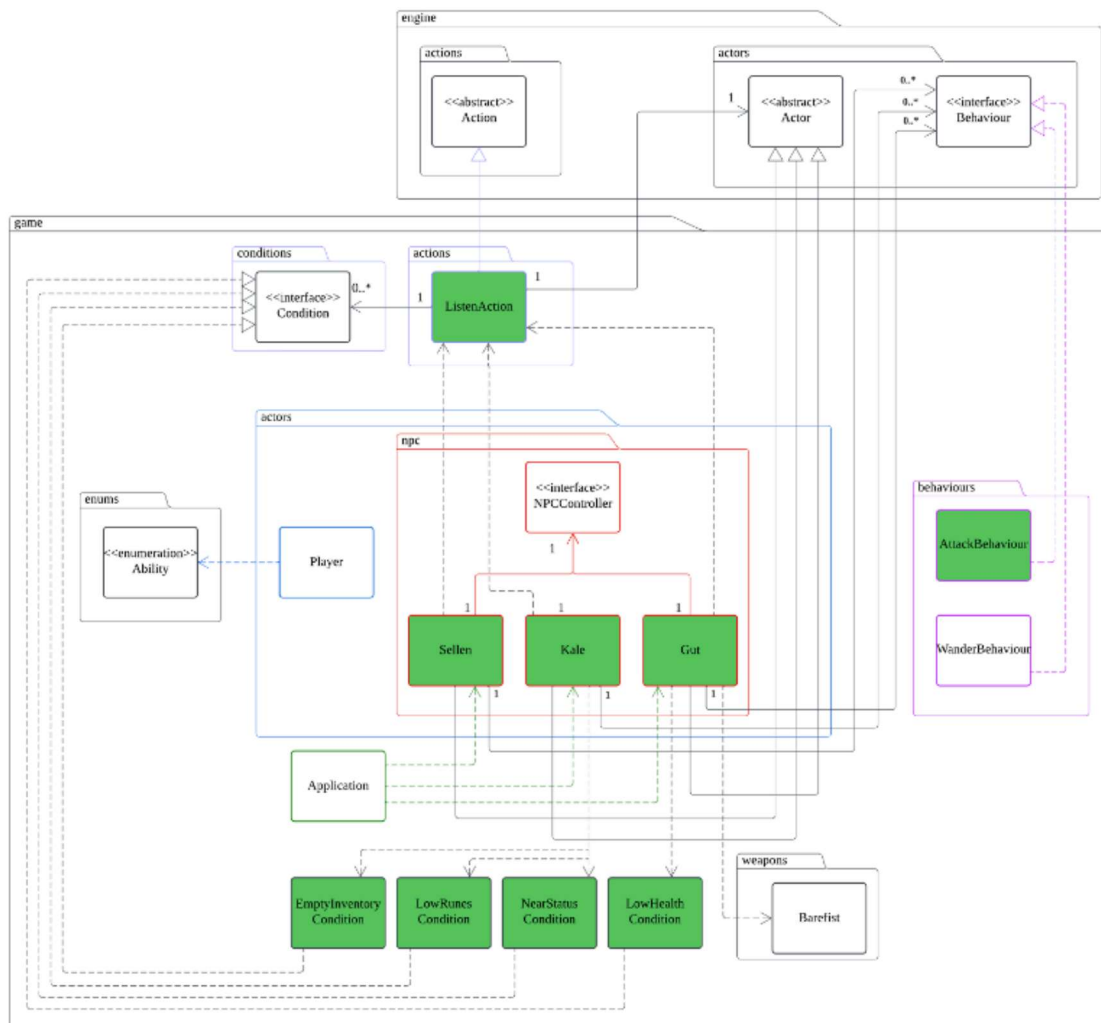 engine
actions
actors
<<abstract>>
Action
1
<<abstract>>
Actor
0..*
0..*
0..*
<<interface>>
Behaviour
game
conditions
actions
<<interface>>
Condition
0..*
1
ListenAction
1
actors
npc
<<interface>>
NPCController
1
enums
<<enumeration>>
Ability
Player
behaviours
AttackBehaviour
WanderBehaviour
1
1
1
Sellen
Kale
Gut
1
1
1
Application
EmptyInventory
Condition
LowRunes
Condition
NearStatus
Condition
LowHealth
Condition
weapons
Barefist